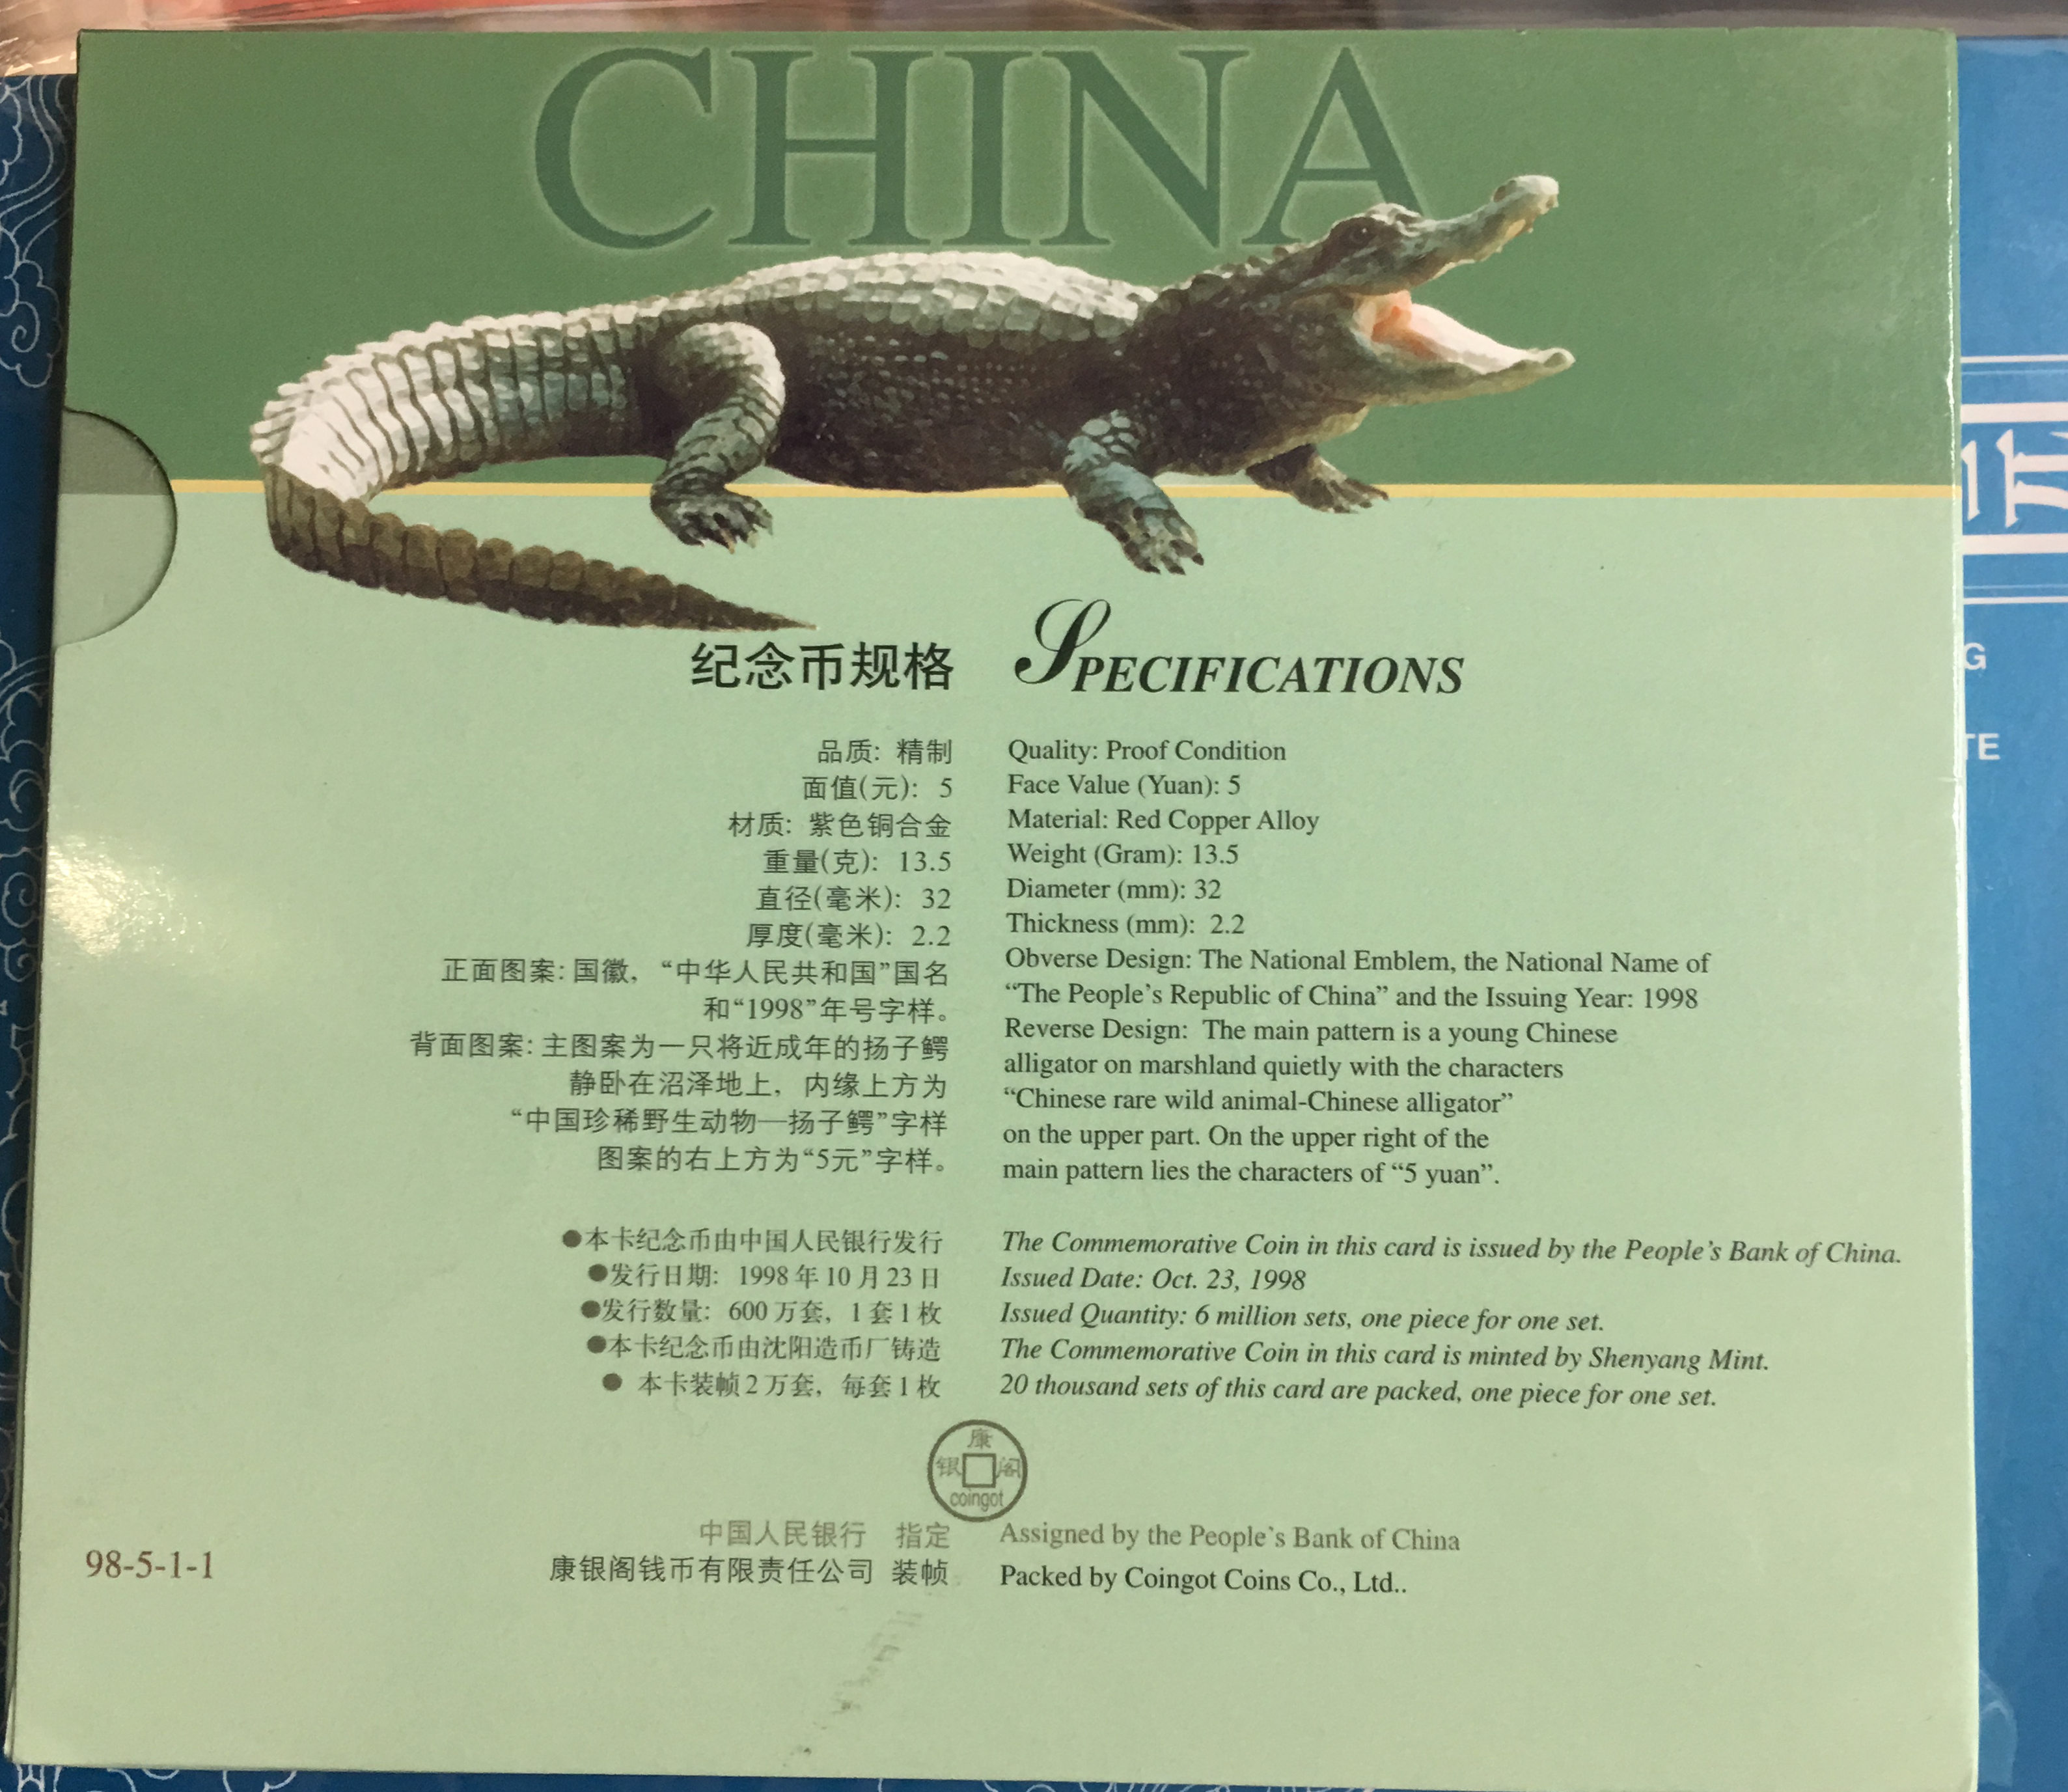 CHINA
纪念币规格
品质: 精制
面值(元): 5
材质: 紫色铜合金
重量(克): 13.5
直径(毫米): 32
厚度(毫米): 2.2
正面图案: 国徽，“中华人民共和国”国名
和“1998”年号字样。
背面图案: 主图案为一只将近成年的扬子鳄
静卧在沼泽地上，内缘上方为
“中国珍稀野生动物—扬子鳄”字样
图案的右上方为“5元”字样。
●本卡纪念币由中国人民银行发行
●发行日期: 1998年10月23日
●发行数量: 600万套，1套1枚
●本卡纪念币由沈阳造币厂铸造
● 本卡装帧2万套，每套1枚
SPECIFICATIONS
Quality: Proof Condition
Face Value (Yuan): 5
Material: Red Copper Alloy
Weight (Gram): 13.5
Diameter (mm): 32
Thickness (mm): 2.2
Obverse Design: The National Emblem, the National Name of
“The People’s Republic of China” and the Issuing Year: 1998
Reverse Design: The main pattern is a young Chinese
alligator on marshland quietly with the characters
“Chinese rare wild animal-Chinese alligator”
on the upper part. On the upper right of the
main pattern lies the characters of “5 yuan”.
The Commemorative Coin in this card is issued by the People’s Bank of China.
Issued Date: Oct. 23, 1998
Issued Quantity: 6 million sets, one piece for one set.
The Commemorative Coin in this card is minted by Shenyang Mint.
20 thousand sets of this card are packed, one piece for one set.
康
银 阁
coingot
中国人民银行 指定
康银阁钱币有限责任公司 装帧
Assigned by the People’s Bank of China
Packed by Coingot Coins Co., Ltd..
98-5-1-1
G
TE